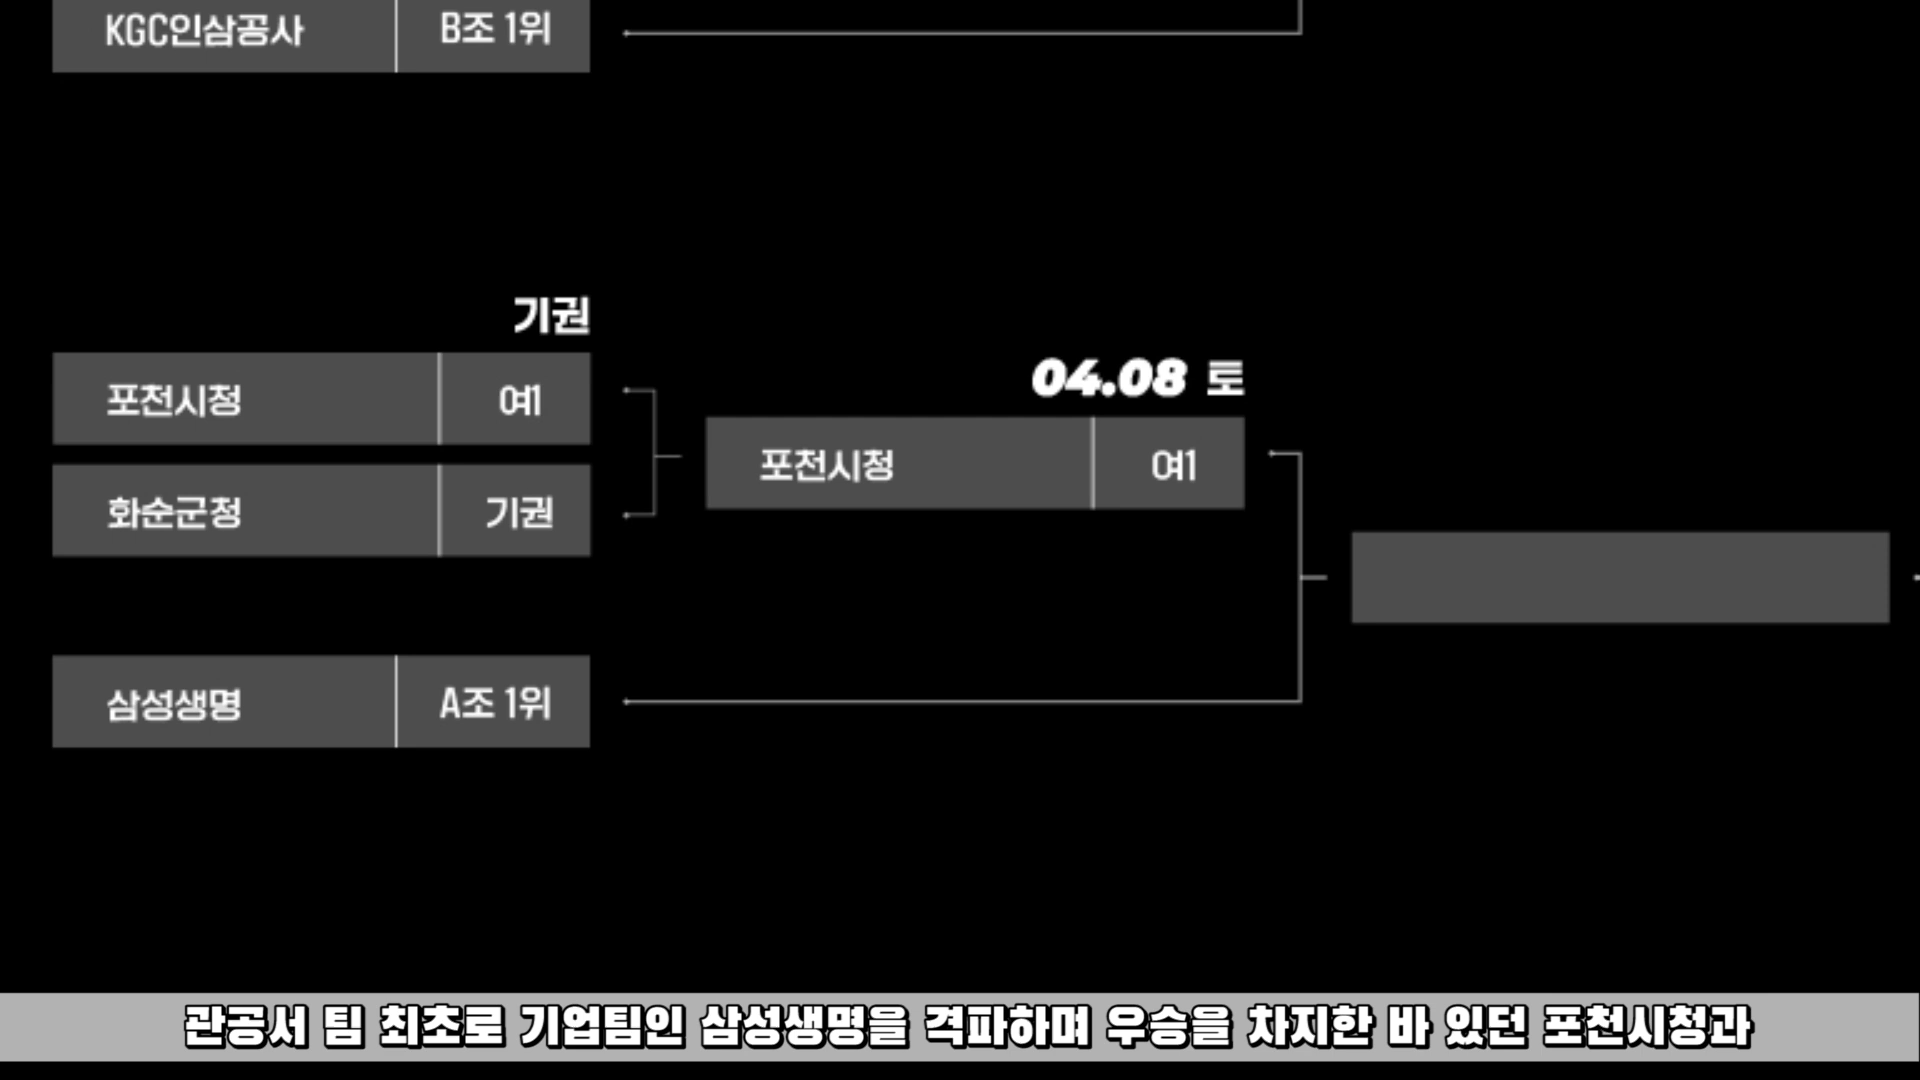 KGC인삼공사 B조 1위
기권
포천시청 여1
04.08 토
포천시청 여1
화순군청 기권
삼성생명 A조 1위
관공서 팀 최초로 기업팀인 삼성생명을 격파하며 우승을 차지한 바 있던 포천시청과